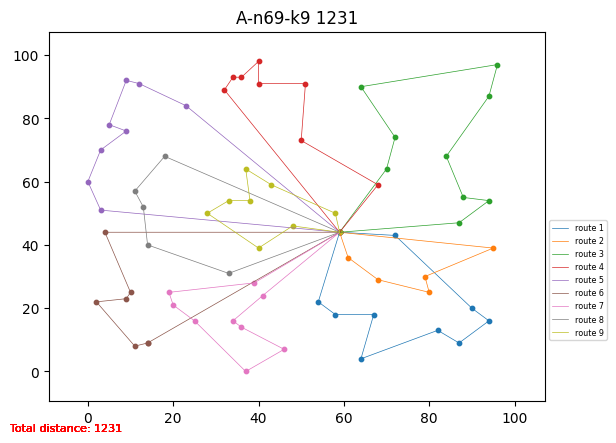 A-n69-k9 1231
100
80
60
40
20
0
0
20
40
60
80
100
route 1
route 2
route 3
route 4
route 5
route 6
route 7
route 8
route 9
Total distance: 1231